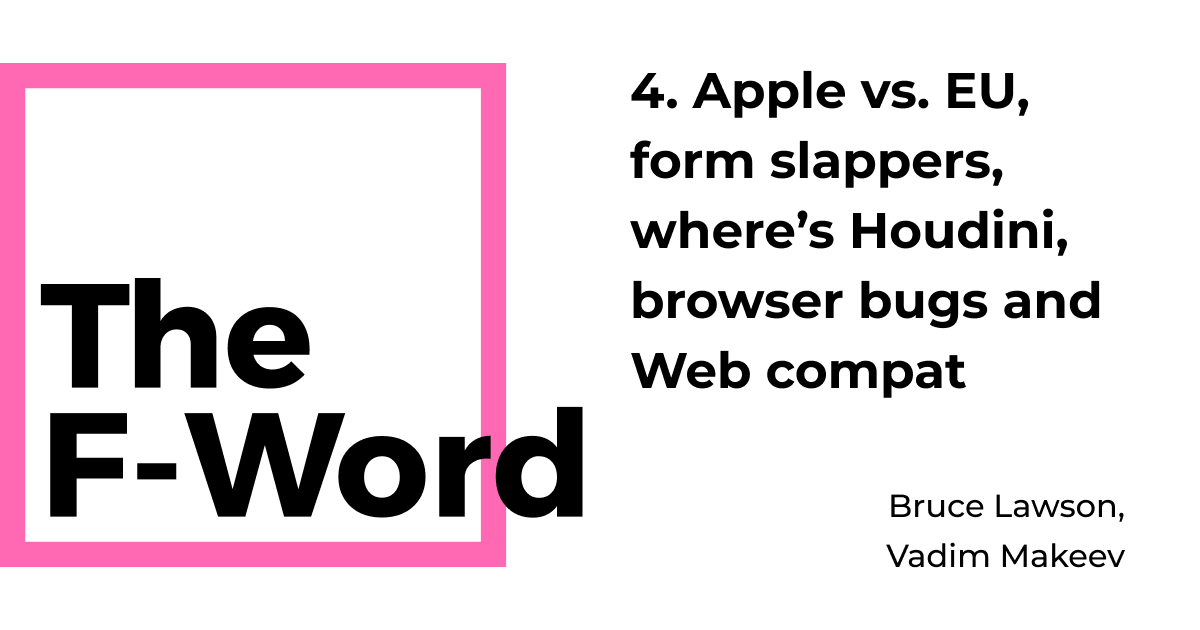 The
F-Word
4. Apple vs. EU,
form slappers,
where’s Houdini,
browser bugs and
Web compat
Bruce Lawson,
Vadim Makeev